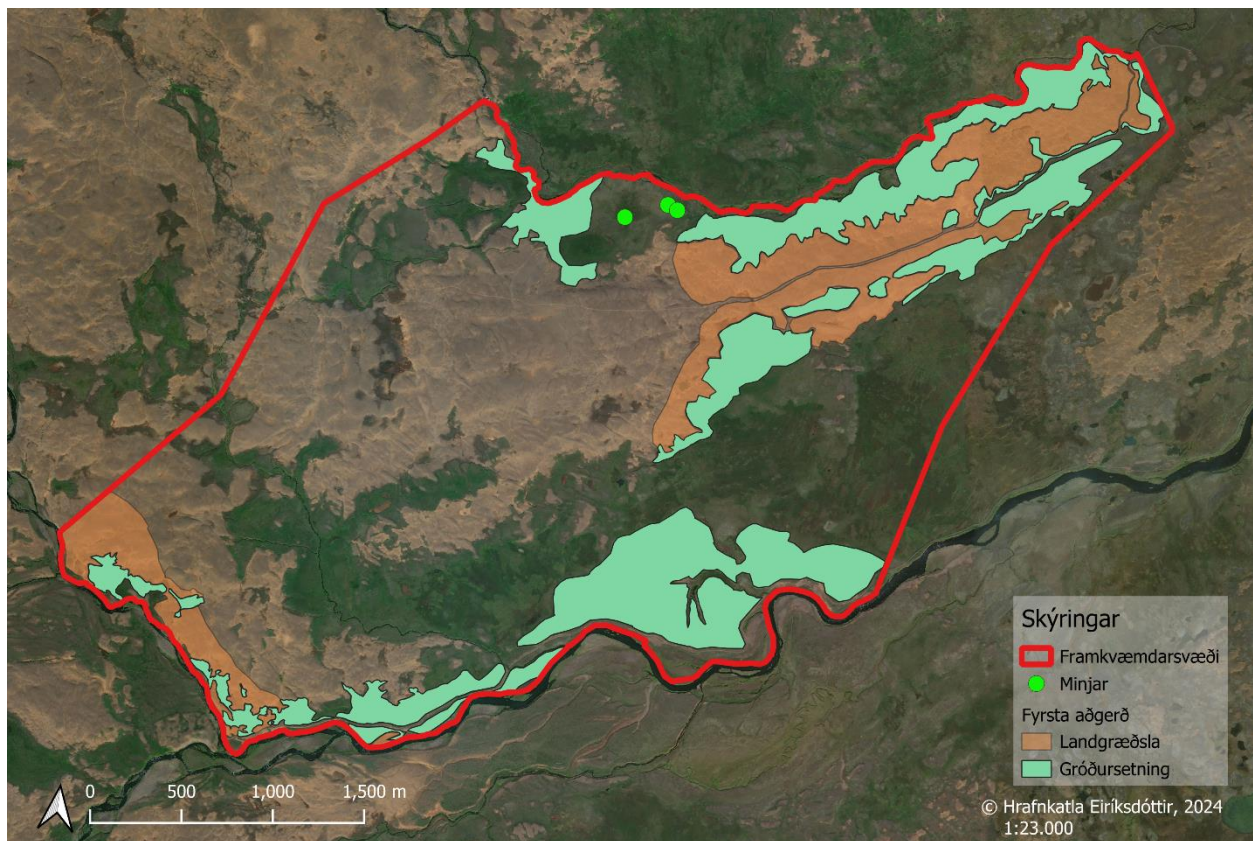 Skýringar
Framkvæmdarsvæði
Minjar
Fyrsta aðgerð
Landgræðsla
Gróðursetning
0 500 1,000 1,500 m
© Hrafnkatla Eiríksdóttir, 2024
1:23.000